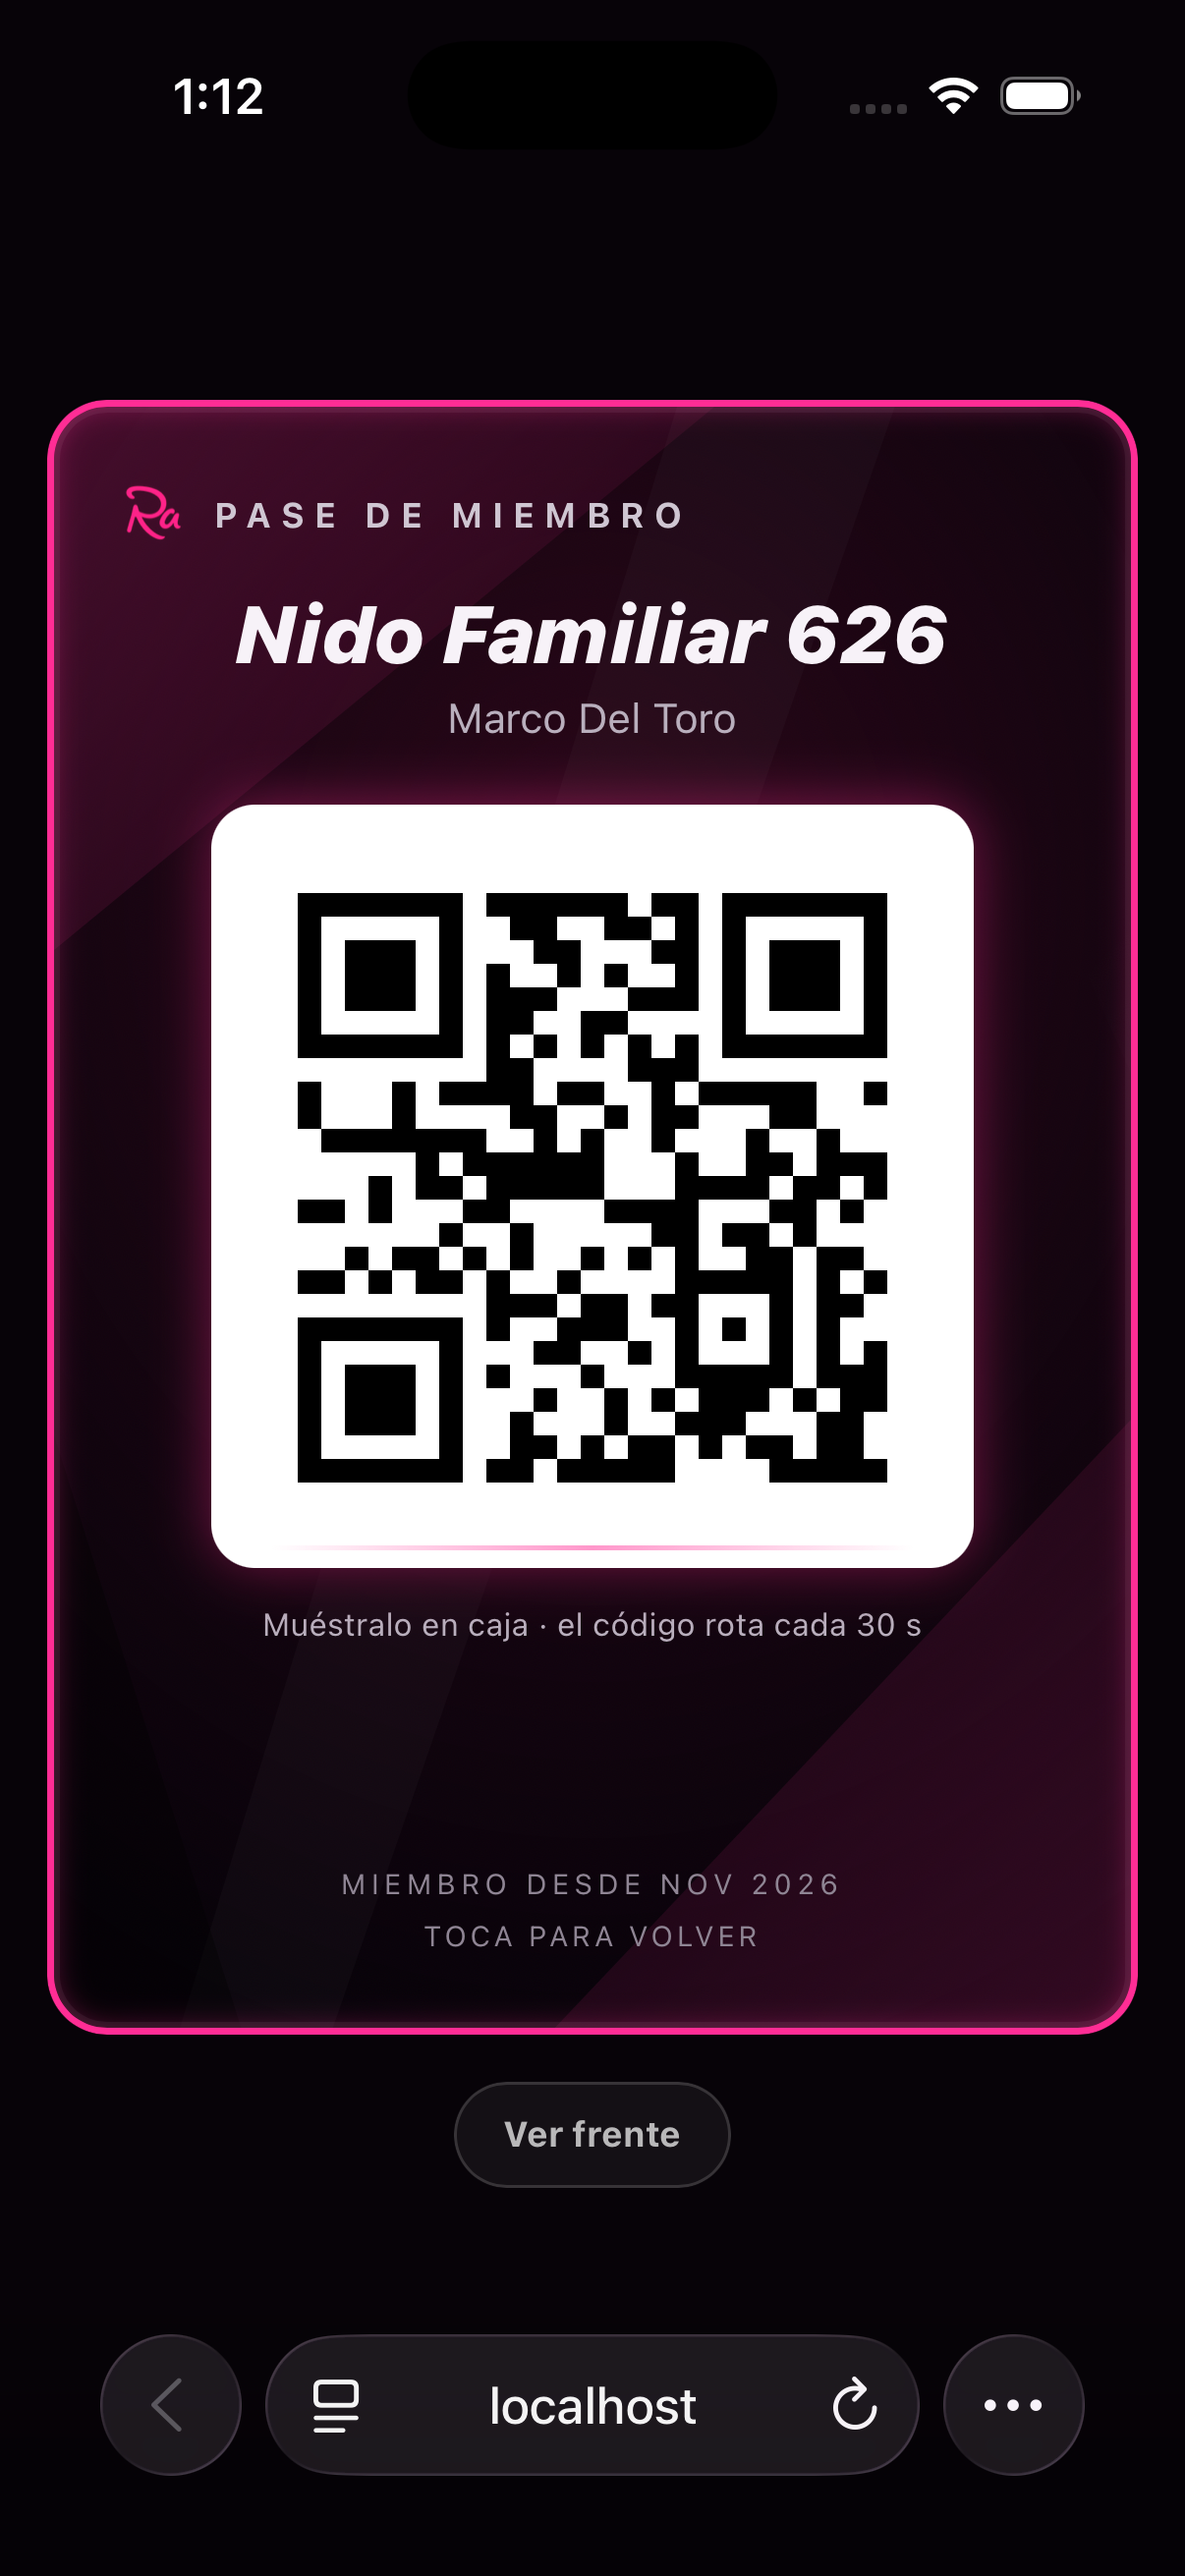 1:12
Ra PASE DE MIEMBRO
Nido Familiar 626
Marco Del Toro
Muéstralo en caja · el código rota cada 30 s
MIEMBRO DESDE NOV 2026
TOCA PARA VOLVER
Ver frente
localhost